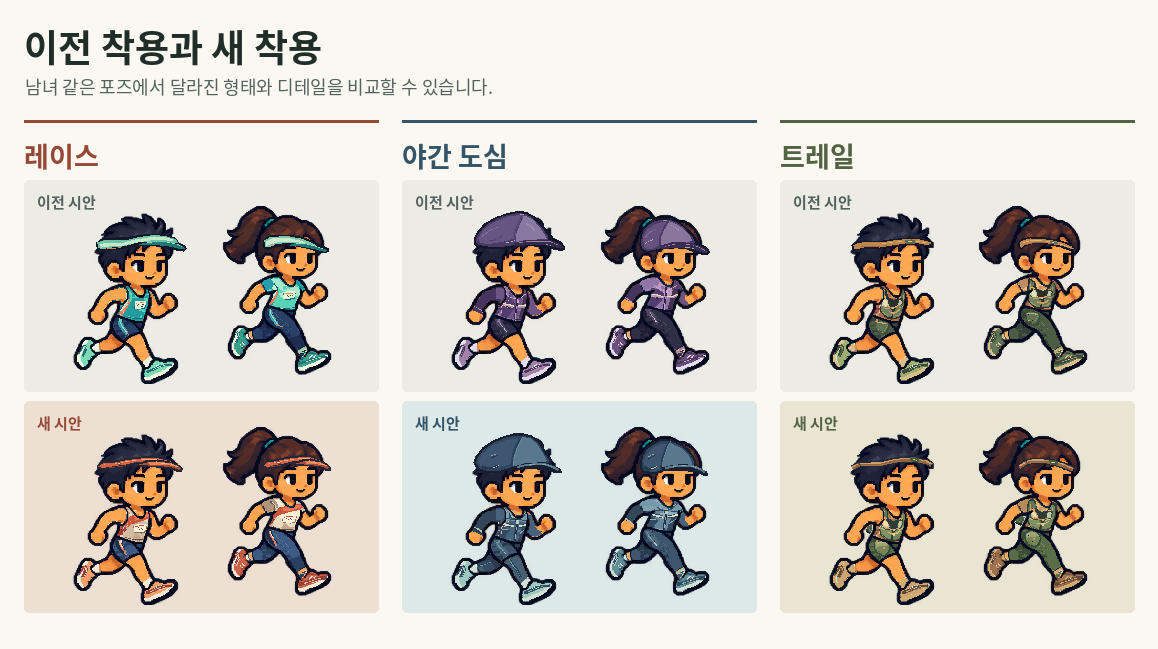 이전 착용과 새 착용
남녀 같은 포즈에서 달라진 형태와 디테일을 비교할 수 있습니다.
레이스
야간 도심
트레일
이전 시안
이전 시안
이전 시안
새 시안
새 시안
새 시안